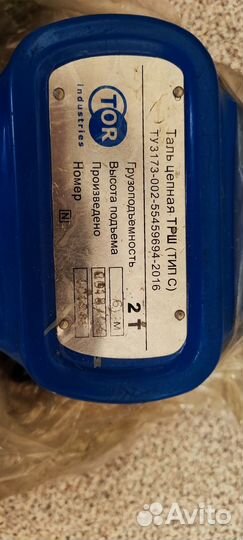 TOR
industries
Таль цепная ТРШ (ТИП С)
ТУ3173-002-55459694-2016
Грузоподъемность 2 Т
Высота подъема 6 м
Произведено
Номер
N
Avito